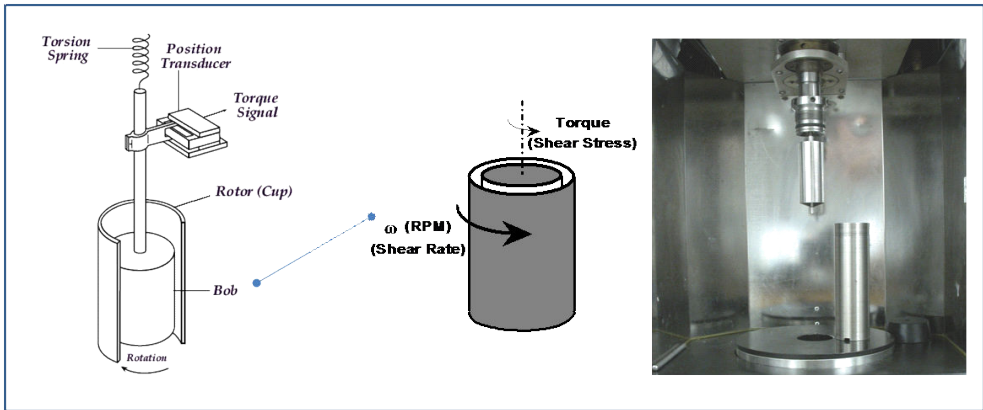 Torsion
Spring
Position
Transducer
Torque
Signal
Rotor (Cup)
Bob
Rotation
Torque
(Shear Stress)
ω (RPM)
(Shear Rate)